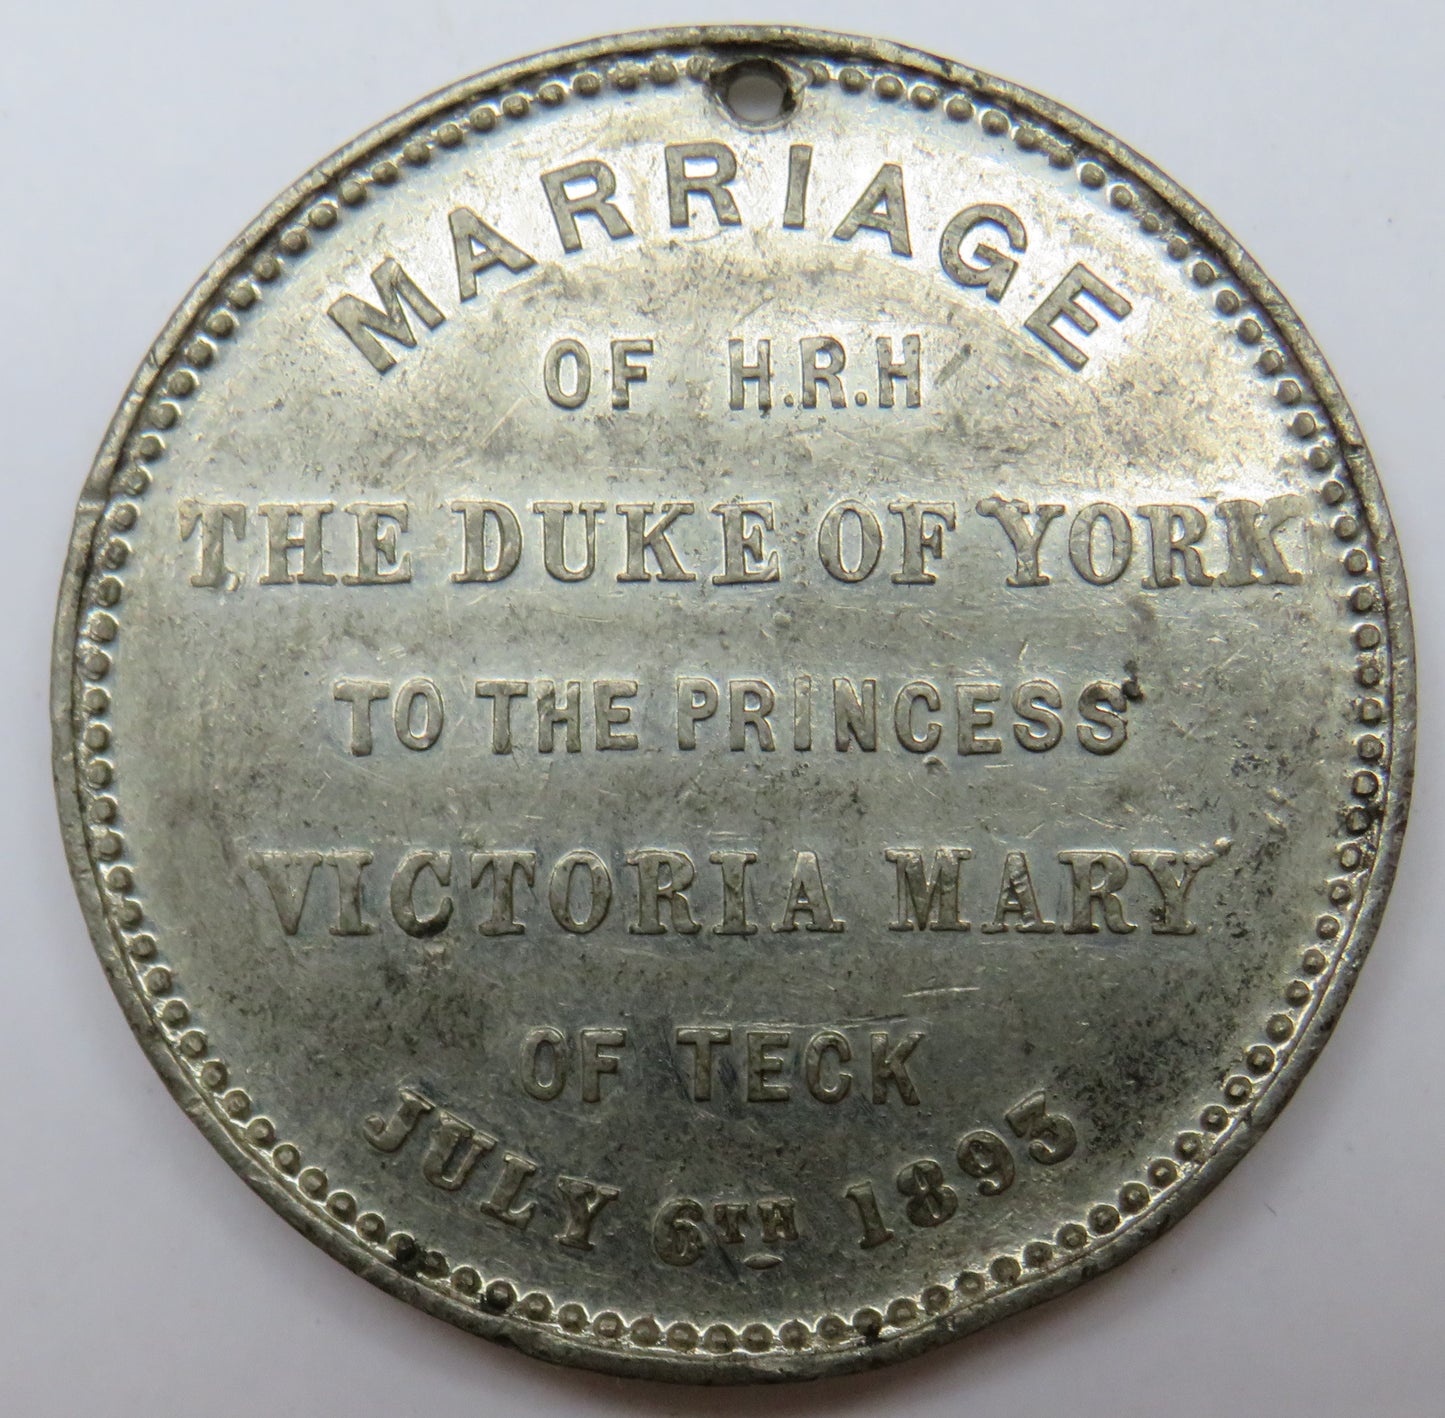 MARRIAGE
OF H.R.H
THE DUKE OF YORK
TO THE PRINCESS
VICTORIA MARY
OF TECK
JULY 6TH 1893